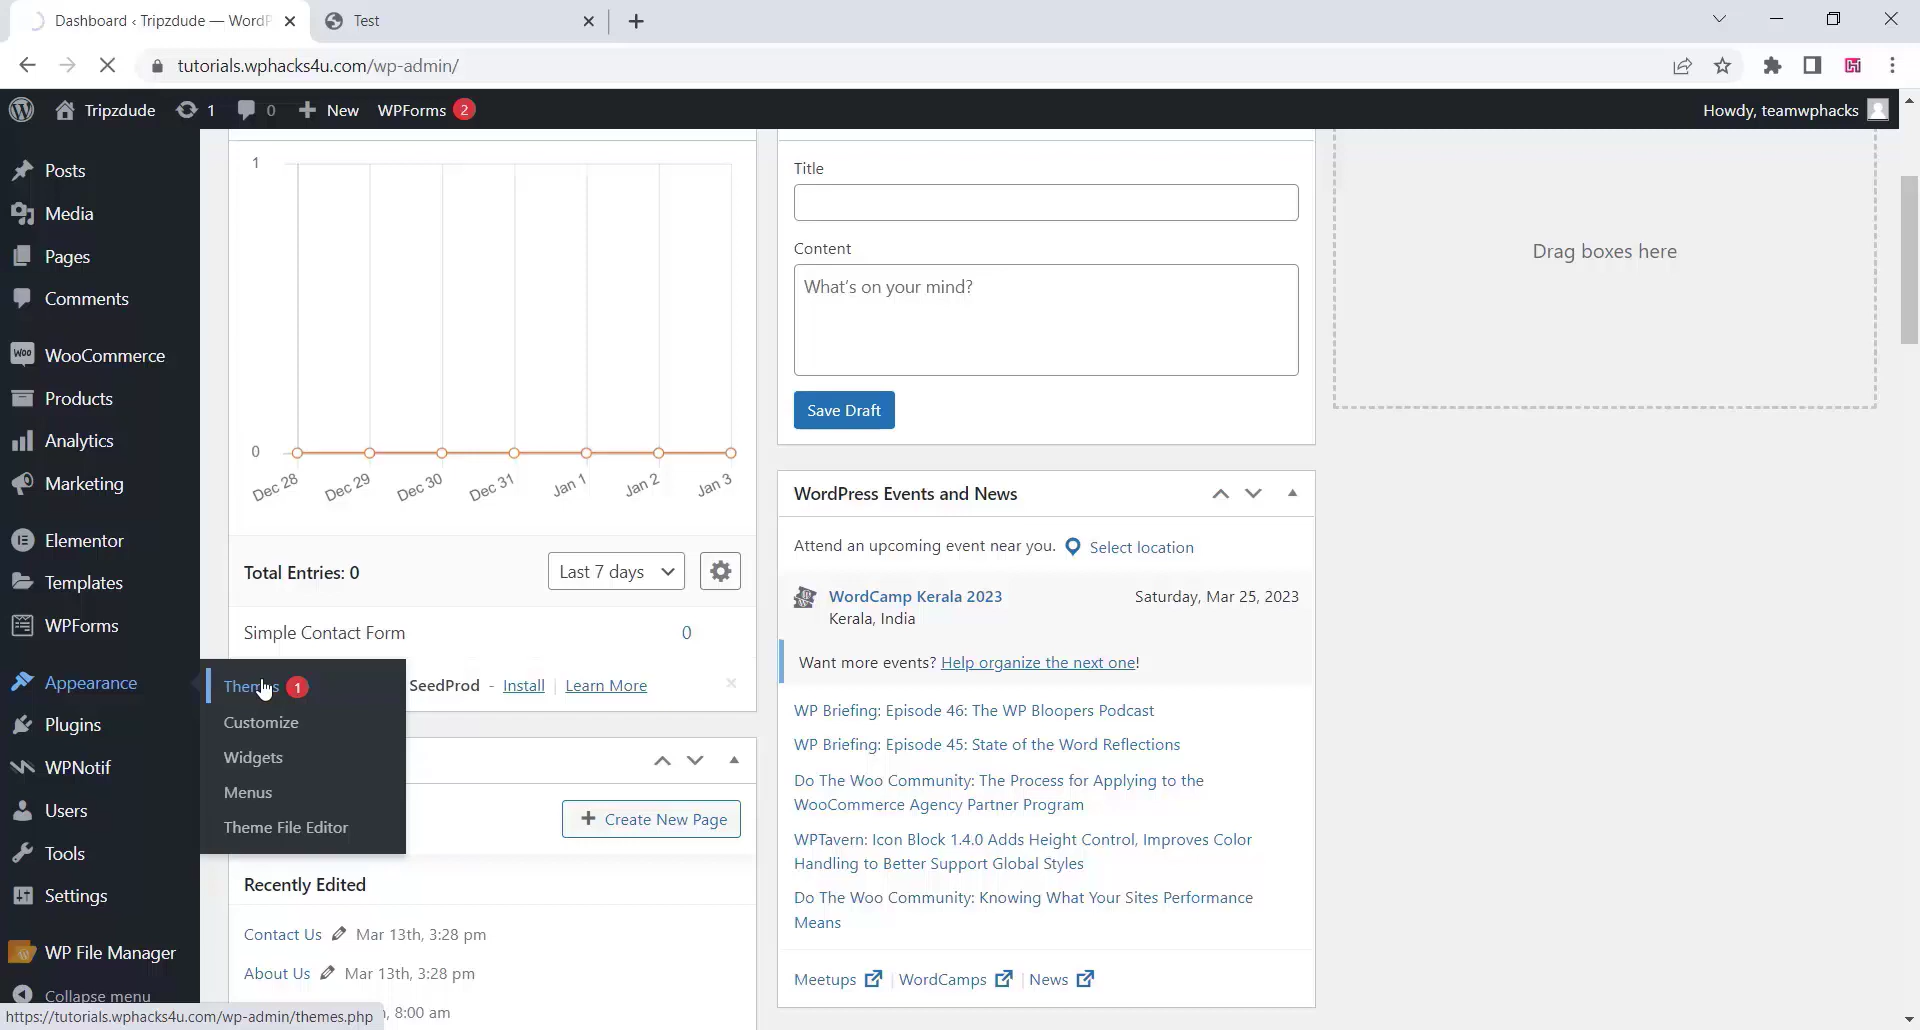 Dashboard ‹ Tripzdude — WordP
Test
tutorials.wphacks4u.com/wp-admin/
Tripzdude 1 0 New WPForms 2
Howdy, teamwphacks
Posts
Media
Pages
Comments
WooCommerce
Products
Analytics
Marketing
Elementor
Templates
WPForms
Appearance
Plugins
WPNotif
Users
Tools
Settings
WP File Manager
Collapse menu
Themes 1
Customize
Widgets
Menus
Theme File Editor
1
0
Dec 28 Dec 29 Dec 30 Dec 31 Jan 1 Jan 2 Jan 3
Total Entries: 0
Last 7 days
Simple Contact Form 0
SeedProd - Install Learn More
Create New Page
Recently Edited
Contact Us Mar 13th, 3:28 pm
About Us Mar 13th, 3:28 pm
, 8:00 am
Title
Content
What's on your mind?
Save Draft
WordPress Events and News
Attend an upcoming event near you. Select location
WordCamp Kerala 2023 Saturday, Mar 25, 2023
Kerala, India
Want more events? Help organize the next one!
WP Briefing: Episode 46: The WP Bloopers Podcast
WP Briefing: Episode 45: State of the Word Reflections
Do The Woo Community: The Process for Applying to the
WooCommerce Agency Partner Program
WPTavern: Icon Block 1.4.0 Adds Height Control, Improves Color
Handling to Better Support Global Styles
Do The Woo Community: Knowing What Your Sites Performance
Means
Meetups WordCamps News
Drag boxes here
https://tutorials.wphacks4u.com/wp-admin/themes.php